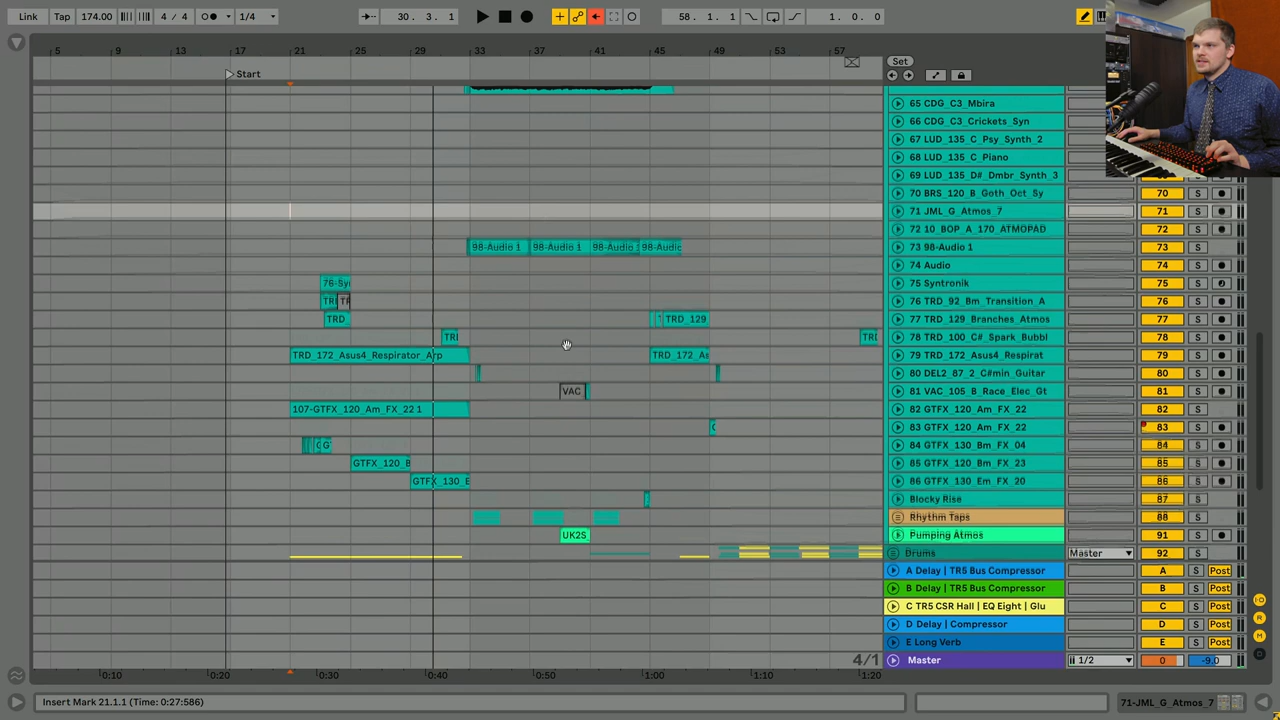 Link Tap 174.00 4 / 4 1/4 30. 3. 1 58. 1. 1 1. 0. 0
5 9 13 17 21 25 29 33 37 41 45 49 53 57
Set
Start
65 CDG_C3_Mbira
66 CDG_C3_Crickets_Syn
67 LUD_135_C_Psy_Synth_2
68 LUD_135_C_Piano
69 LUD_135_D#_Dmbr_Synth_3
70 BRS_120_B_Goth_Oct_Sy 70 S
71 JML_G_Atmos_7 71 S
72 10_BOP_A_170_ATMOPAD 72 S
98-Audio 1 98-Audio 1 98-Audio 98-Audio 73 98-Audio 1 73 S
74 Audio 74 S
76-Sy 75 Syntronik 75 S
76 TRD_92_Bm_Transition_A 76 S
TRD TRD_129 77 TRD_129_Branches_Atmos 77 S
78 TRD_100_C#_Spark_Bubbl 78 S
TRD_172_Asus4_Respirator_Arp TRD_172_As 79 TRD_172_Asus4_Respirat 79 S
80 DEL2_87_2_C#min_Guitar 80 S
VAC 81 VAC_105_B_Race_Elec_Gt 81 S
107-GTFX_120_Am_FX_22 1 82 GTFX_120_Am_FX_22 82 S
83 GTFX_120_Am_FX_22 83 S
84 GTFX_130_Bm_FX_04 84 S
GTFX_120_B 85 GTFX_120_Bm_FX_23 85 S
GTFX_130_E 86 GTFX_130_Em_FX_20 86 S
Blocky Rise 87 S
Rhythm Taps 88 S
UK2S Pumping Atmos 91 S
Drums Master 92 S
A Delay | TR5 Bus Compressor A S Post
B Delay | TR5 Bus Compressor B S Post
C TR5 CSR Hall | EQ Eight | Glu C S Post
D Delay | Compressor D S Post
E Long Verb E S Post
4/1 Master 1/2 0 -9.0
0:10 0:20 0:30 0:40 0:50 1:00 1:10 1:20
Insert Mark 21.1.1 (Time: 0:27:586) 71-JML_G_Atmos_7